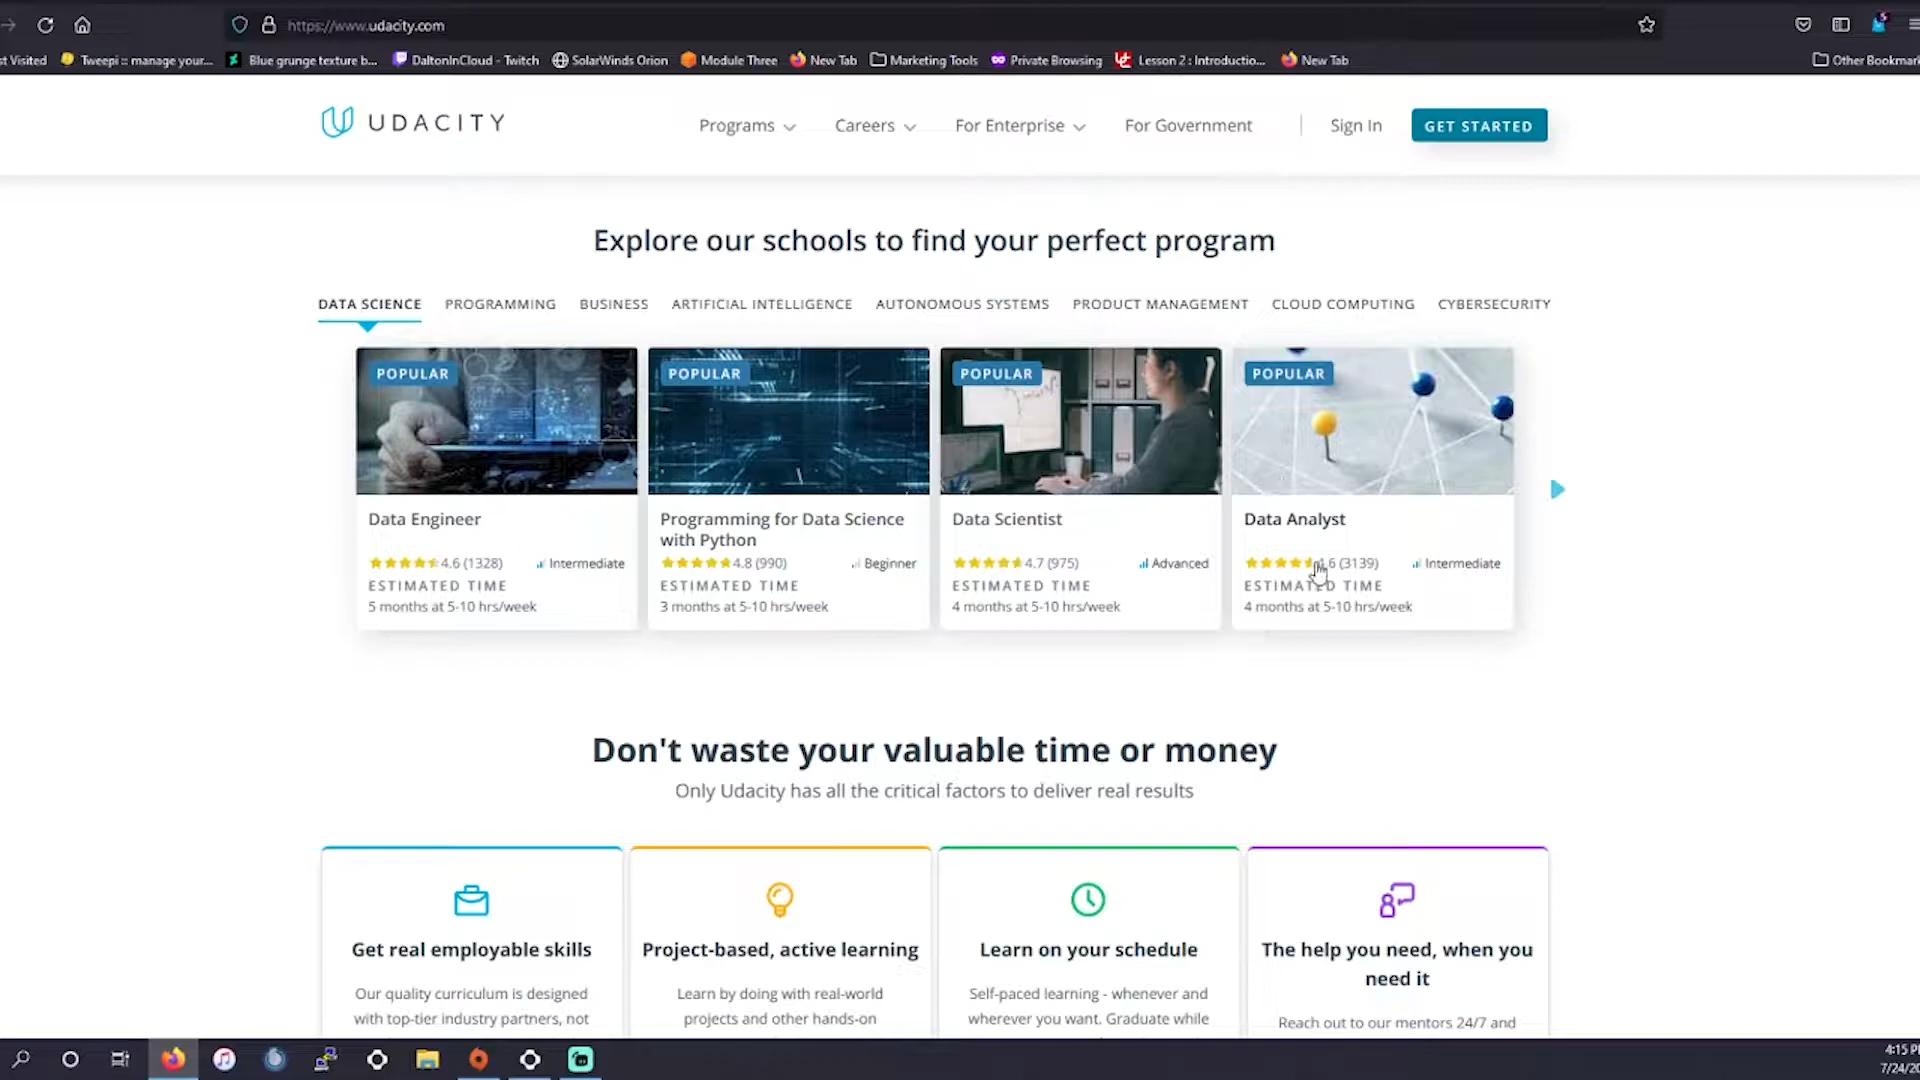 https://www.udacity.com
st Visited
Tweepi :: manage your...
Blue grunge texture b...
DaltonInCloud - Twitch
SolarWinds Orion
Module Three
New Tab
Marketing Tools
Private Browsing
Lesson 2 : Introductio...
New Tab
Other Bookmar
UDACITY
Programs
Careers
For Enterprise
For Government
Sign In
GET STARTED
Explore our schools to find your perfect program
DATA SCIENCE
PROGRAMMING
BUSINESS
ARTIFICIAL INTELLIGENCE
AUTONOMOUS SYSTEMS
PRODUCT MANAGEMENT
CLOUD COMPUTING
CYBERSECURITY
POPULAR
Data Engineer
4.6 (1328)
Intermediate
ESTIMATED TIME
5 months at 5-10 hrs/week
POPULAR
Programming for Data Science
with Python
4.8 (990)
Beginner
ESTIMATED TIME
3 months at 5-10 hrs/week
POPULAR
Data Scientist
4.7 (975)
Advanced
ESTIMATED TIME
4 months at 5-10 hrs/week
POPULAR
Data Analyst
4.6 (3139)
Intermediate
ESTIMATED TIME
4 months at 5-10 hrs/week
Don't waste your valuable time or money
Only Udacity has all the critical factors to deliver real results
Get real employable skills
Our quality curriculum is designed
with top-tier industry partners, not
Project-based, active learning
Learn by doing with real-world
projects and other hands-on
Learn on your schedule
Self-paced learning - whenever and
wherever you want. Graduate while
The help you need, when you
need it
Reach out to our mentors 24/7 and
4:15 P
7/24/20